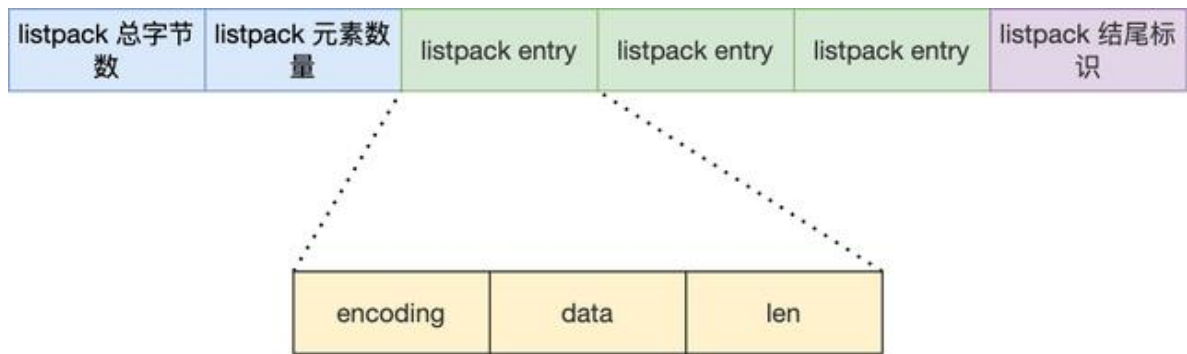 listpack 总字节
数
listpack 元素数
量
listpack entry
listpack entry
listpack entry
listpack 结尾标
识
encoding
data
len